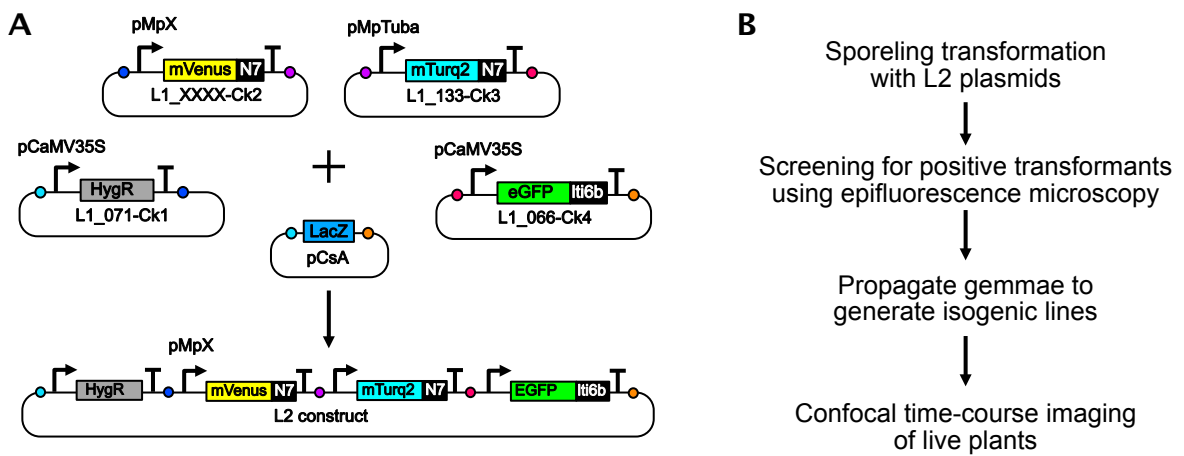 A
pMpX
mVenus N7
L1_XXXX-Ck2
pMpTuba
mTurq2 N7
L1_133-Ck3
pCaMV35S
HygR
L1_071-Ck1
+
pCaMV35S
eGFP lti6b
L1_066-Ck4
LacZ
pCsA
pMpX
HygR mVenus N7 mTurq2 N7 EGFP lti6b
L2 construct
B
Sporeling transformation
with L2 plasmids
Screening for positive transformants
using epifluorescence microscopy
Propagate gemmae to
generate isogenic lines
Confocal time-course imaging
of live plants